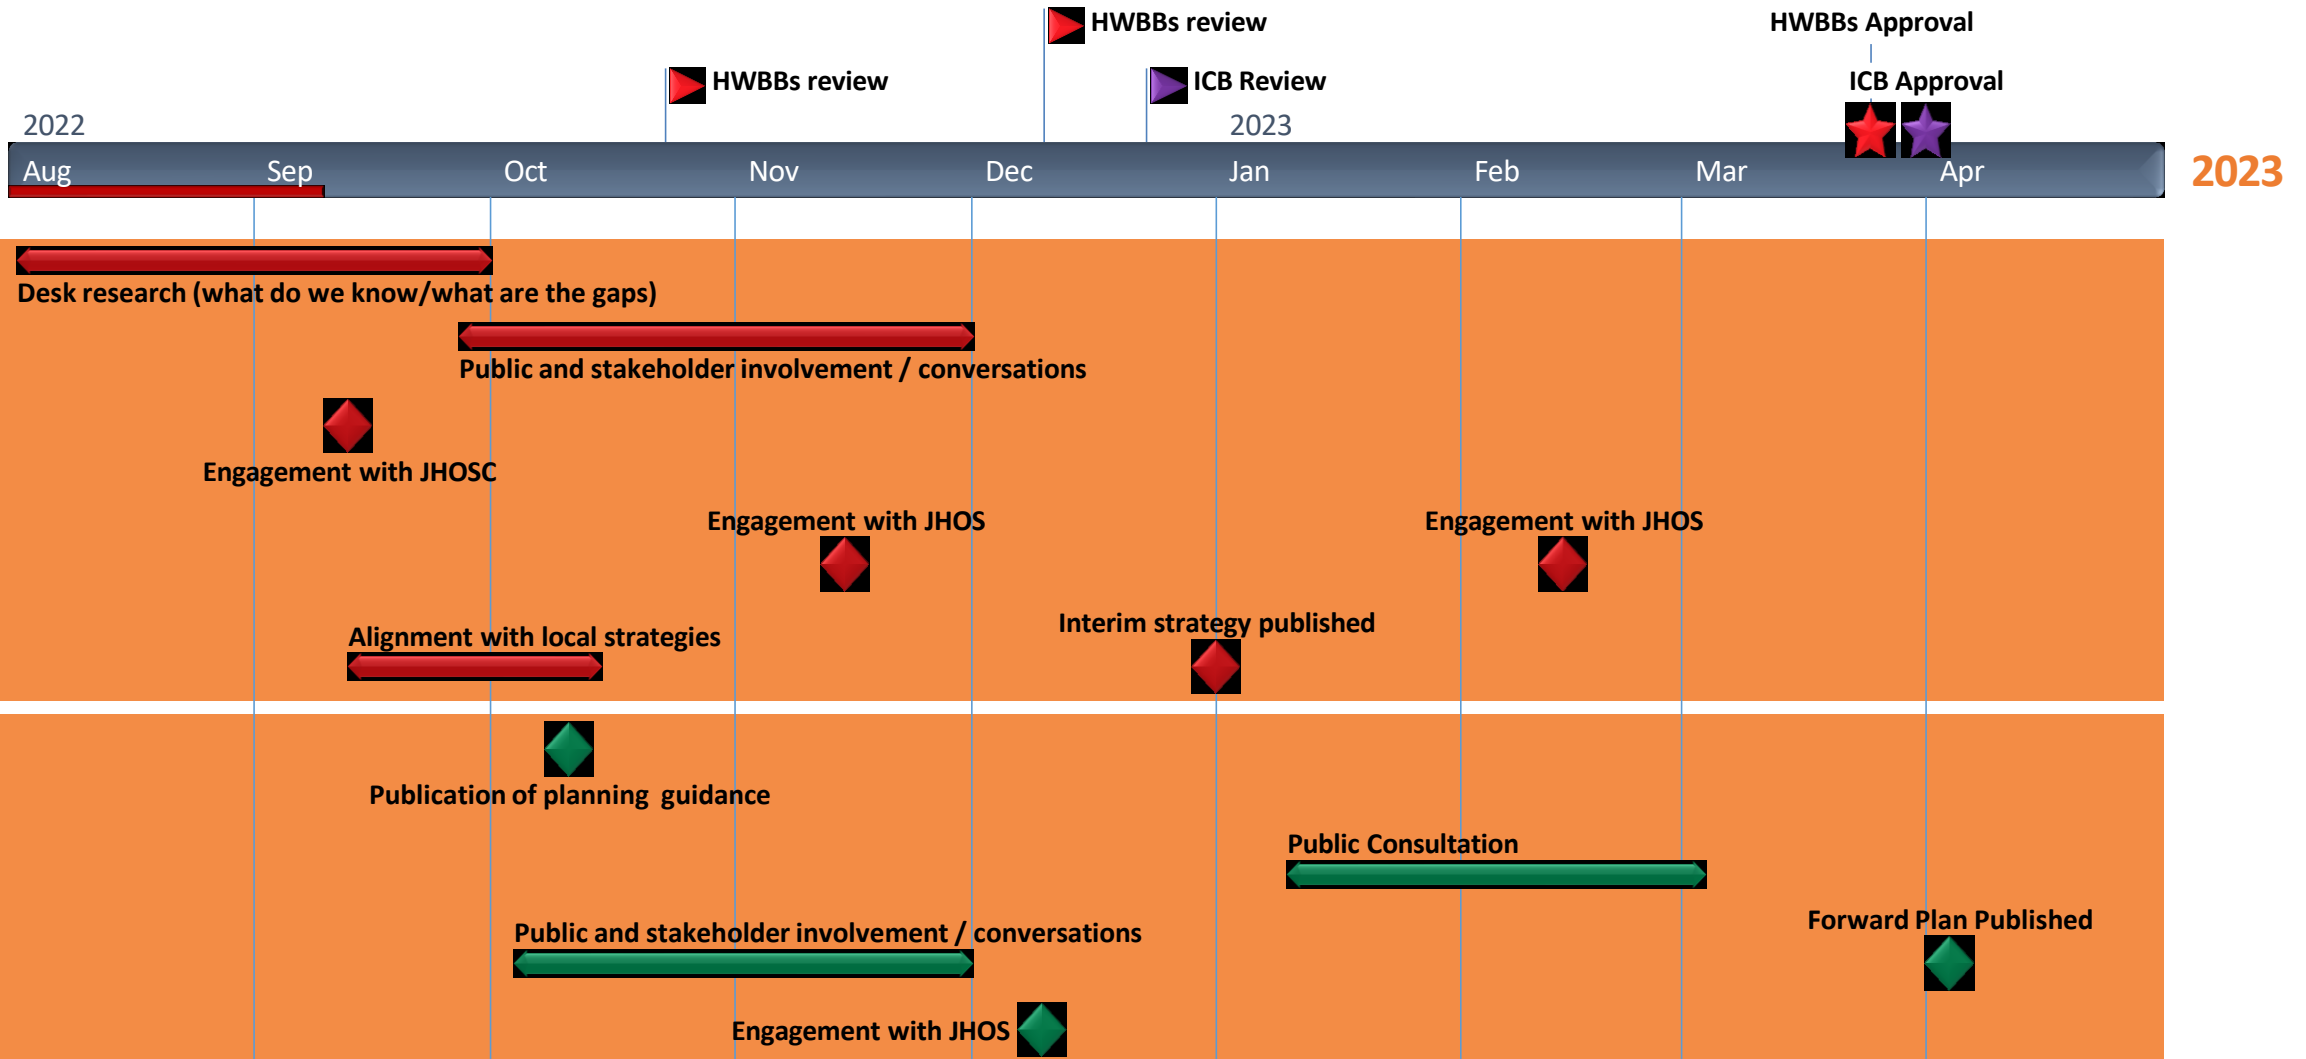 HWBBs review
HWBBs Approval
HWBBs review
ICB Review
ICB Approval
2022
2023
Aug
Sep
Oct
Nov
Dec
Jan
Feb
Mar
Apr
2023
Desk research (what do we know/what are the gaps)
Public and stakeholder involvement / conversations
Engagement with JHOSC
Engagement with JHOS
Engagement with JHOS
Interim strategy published
Alignment with local strategies
Publication of planning  guidance
Public Consultation
Forward Plan Published
Public and stakeholder involvement / conversations
Engagement with JHOS